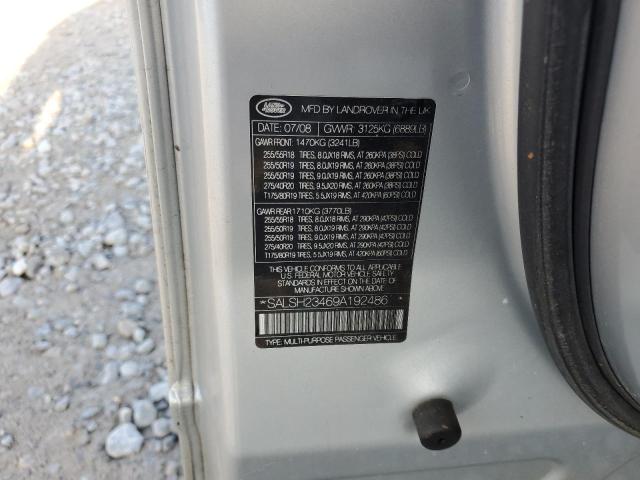 LAND ROVER
MFD BY LANDROVER IN THE UK
DATE: 07/08 GVWR 3125KG (6889LB)
GAWR FRONT: 1470KG (3241LB)
255/55R18 TIRES, 8.0JX18 RIMS, AT 260KPA (38PSI) COLD
255/50R19 TIRES, 8.0JX19 RIMS, AT 260KPA (38PSI) COLD
255/50R19 TIRES, 9.0JX19 RIMS, AT 260KPA (38PSI) COLD
275/40R20 TIRES, 9.5JX20 RIMS, AT 260KPA (38PSI) COLD
T175/80R19 TIRES, 5.5JX19 RIMS, AT 420KPA (60PSI) COLD
GAWR REAR 1710KG (3770LB)
255/55R18 TIRES, 8.0JX18 RIMS, AT 290KPA (42PSI) COLD
255/50R19 TIRES, 8.0JX19 RIMS, AT 290KPA (42PSI) COLD
255/50R19 TIRES, 9.0JX19 RIMS, AT 290KPA (42PSI) COLD
275/40R20 TIRES, 9.5JX20 RIMS, AT 290KPA (42PSI) COLD
T175/80R19 TIRES, 5.5JX19 RIMS, AT 420KPA (60PSI) COLD
THIS VEHICLE CONFORMS TO ALL APPLICABLE
U.S. FEDERAL MOTOR VEHICLE SAFETY
STANDARDS IN EFFECT ON THE DATE OF
MANUFACTURE SHOWN ABOVE.
*SALSH23469A192486*
TYPE: MULTI-PURPOSE PASSENGER VEHICLE